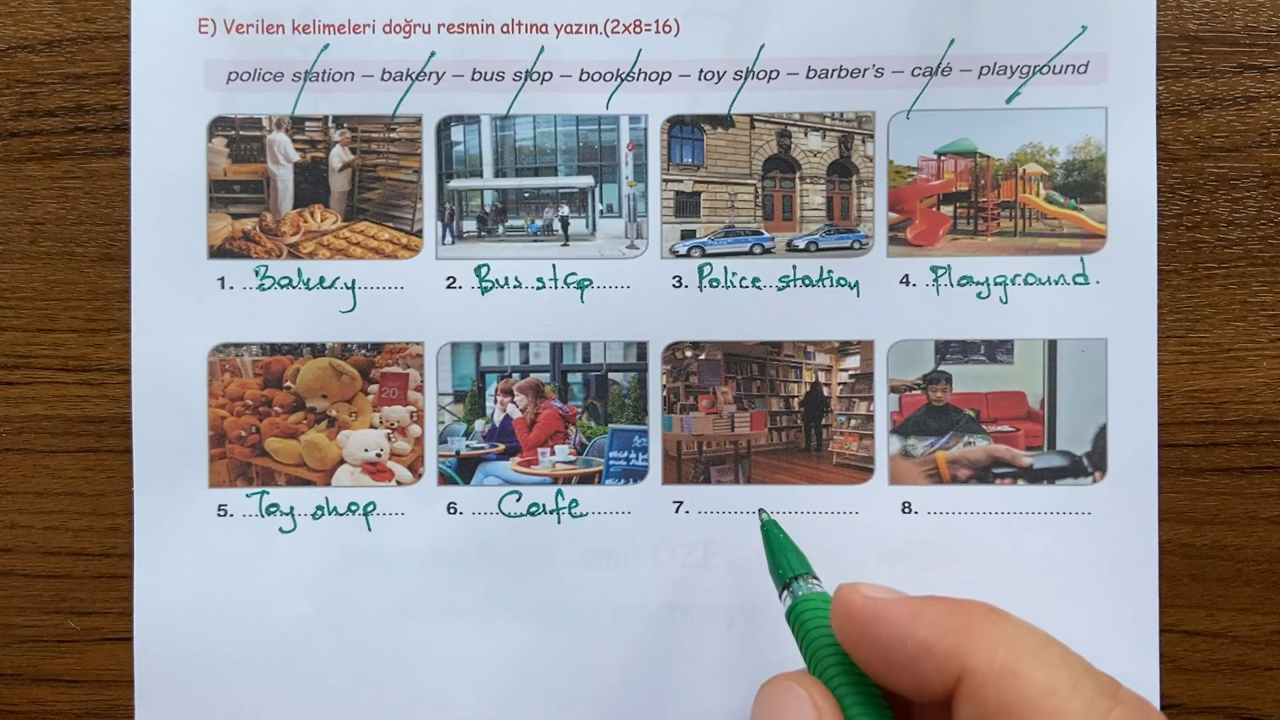 E) Verilen kelimeleri doğru resmin altına yazın.(2x8=16)
police station – bakery – bus stop – bookshop – toy shop – barber's – café – playground
1. Bakery
2. Bus stop
3. Police station
4. Playground
20
5. Toy shop
6. Cafe
7.
8.